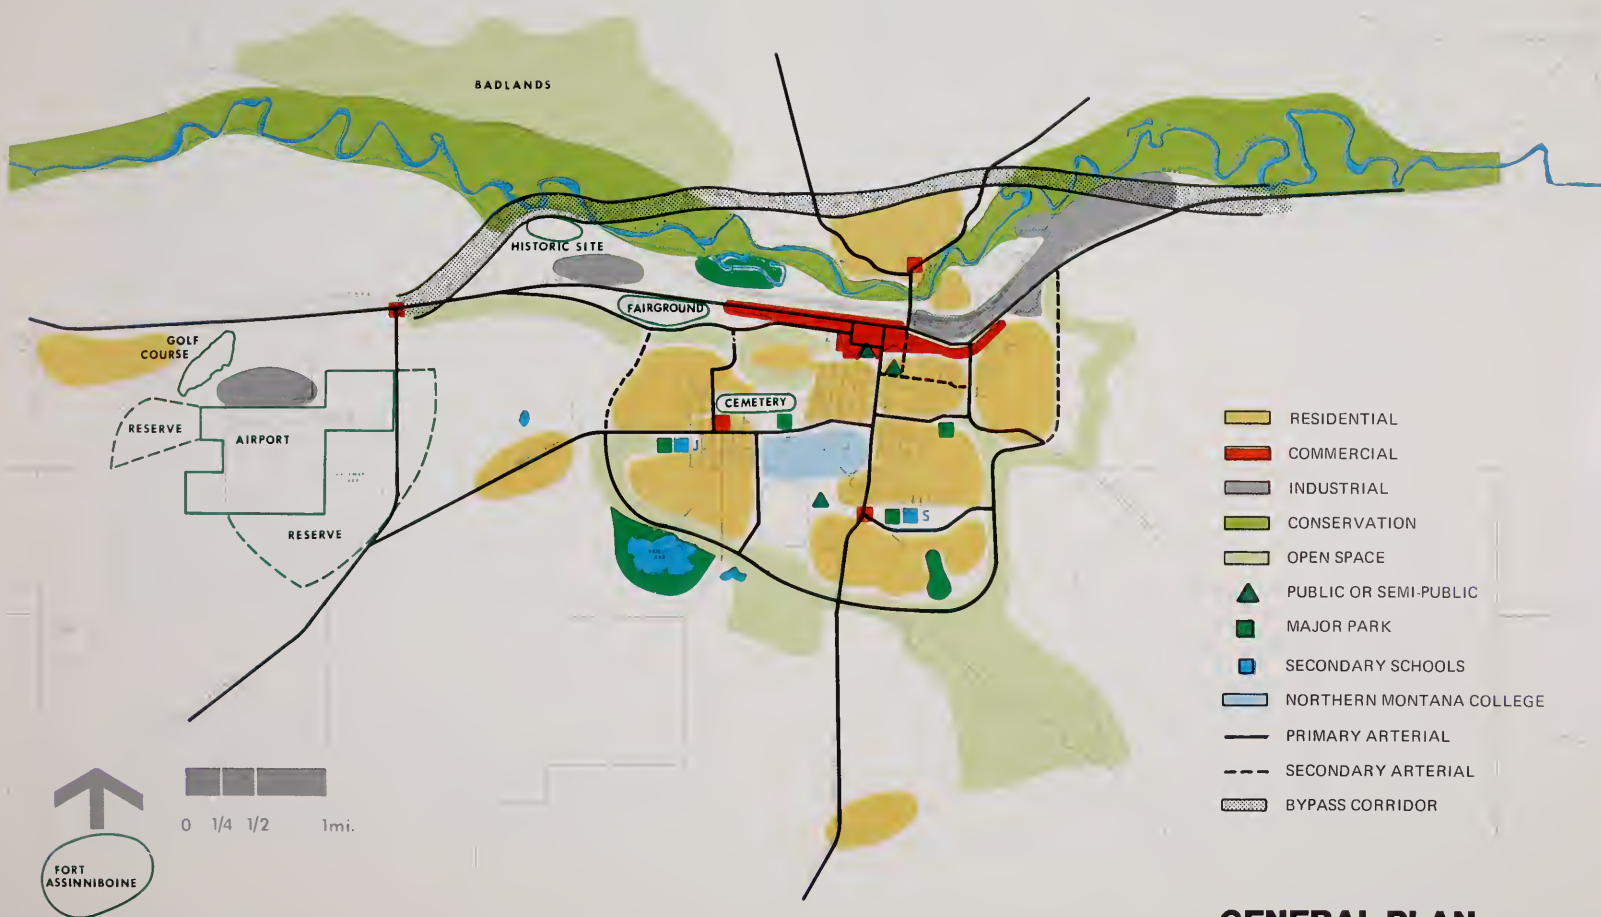 BADLANDS
HISTORIC SITE
FAIRGROUND
GOLF
COURSE
CEMETERY
RESERVE
AIRPORT
J
S
RESERVE
RESIDENTIAL
COMMERCIAL
INDUSTRIAL
CONSERVATION
OPEN SPACE
PUBLIC OR SEMI-PUBLIC
MAJOR PARK
SECONDARY SCHOOLS
NORTHERN MONTANA COLLEGE
PRIMARY ARTERIAL
SECONDARY ARTERIAL
BYPASS CORRIDOR
0 1/4 1/2 1mi.
FORT
ASSINNIBOINE
GENERAL PLAN